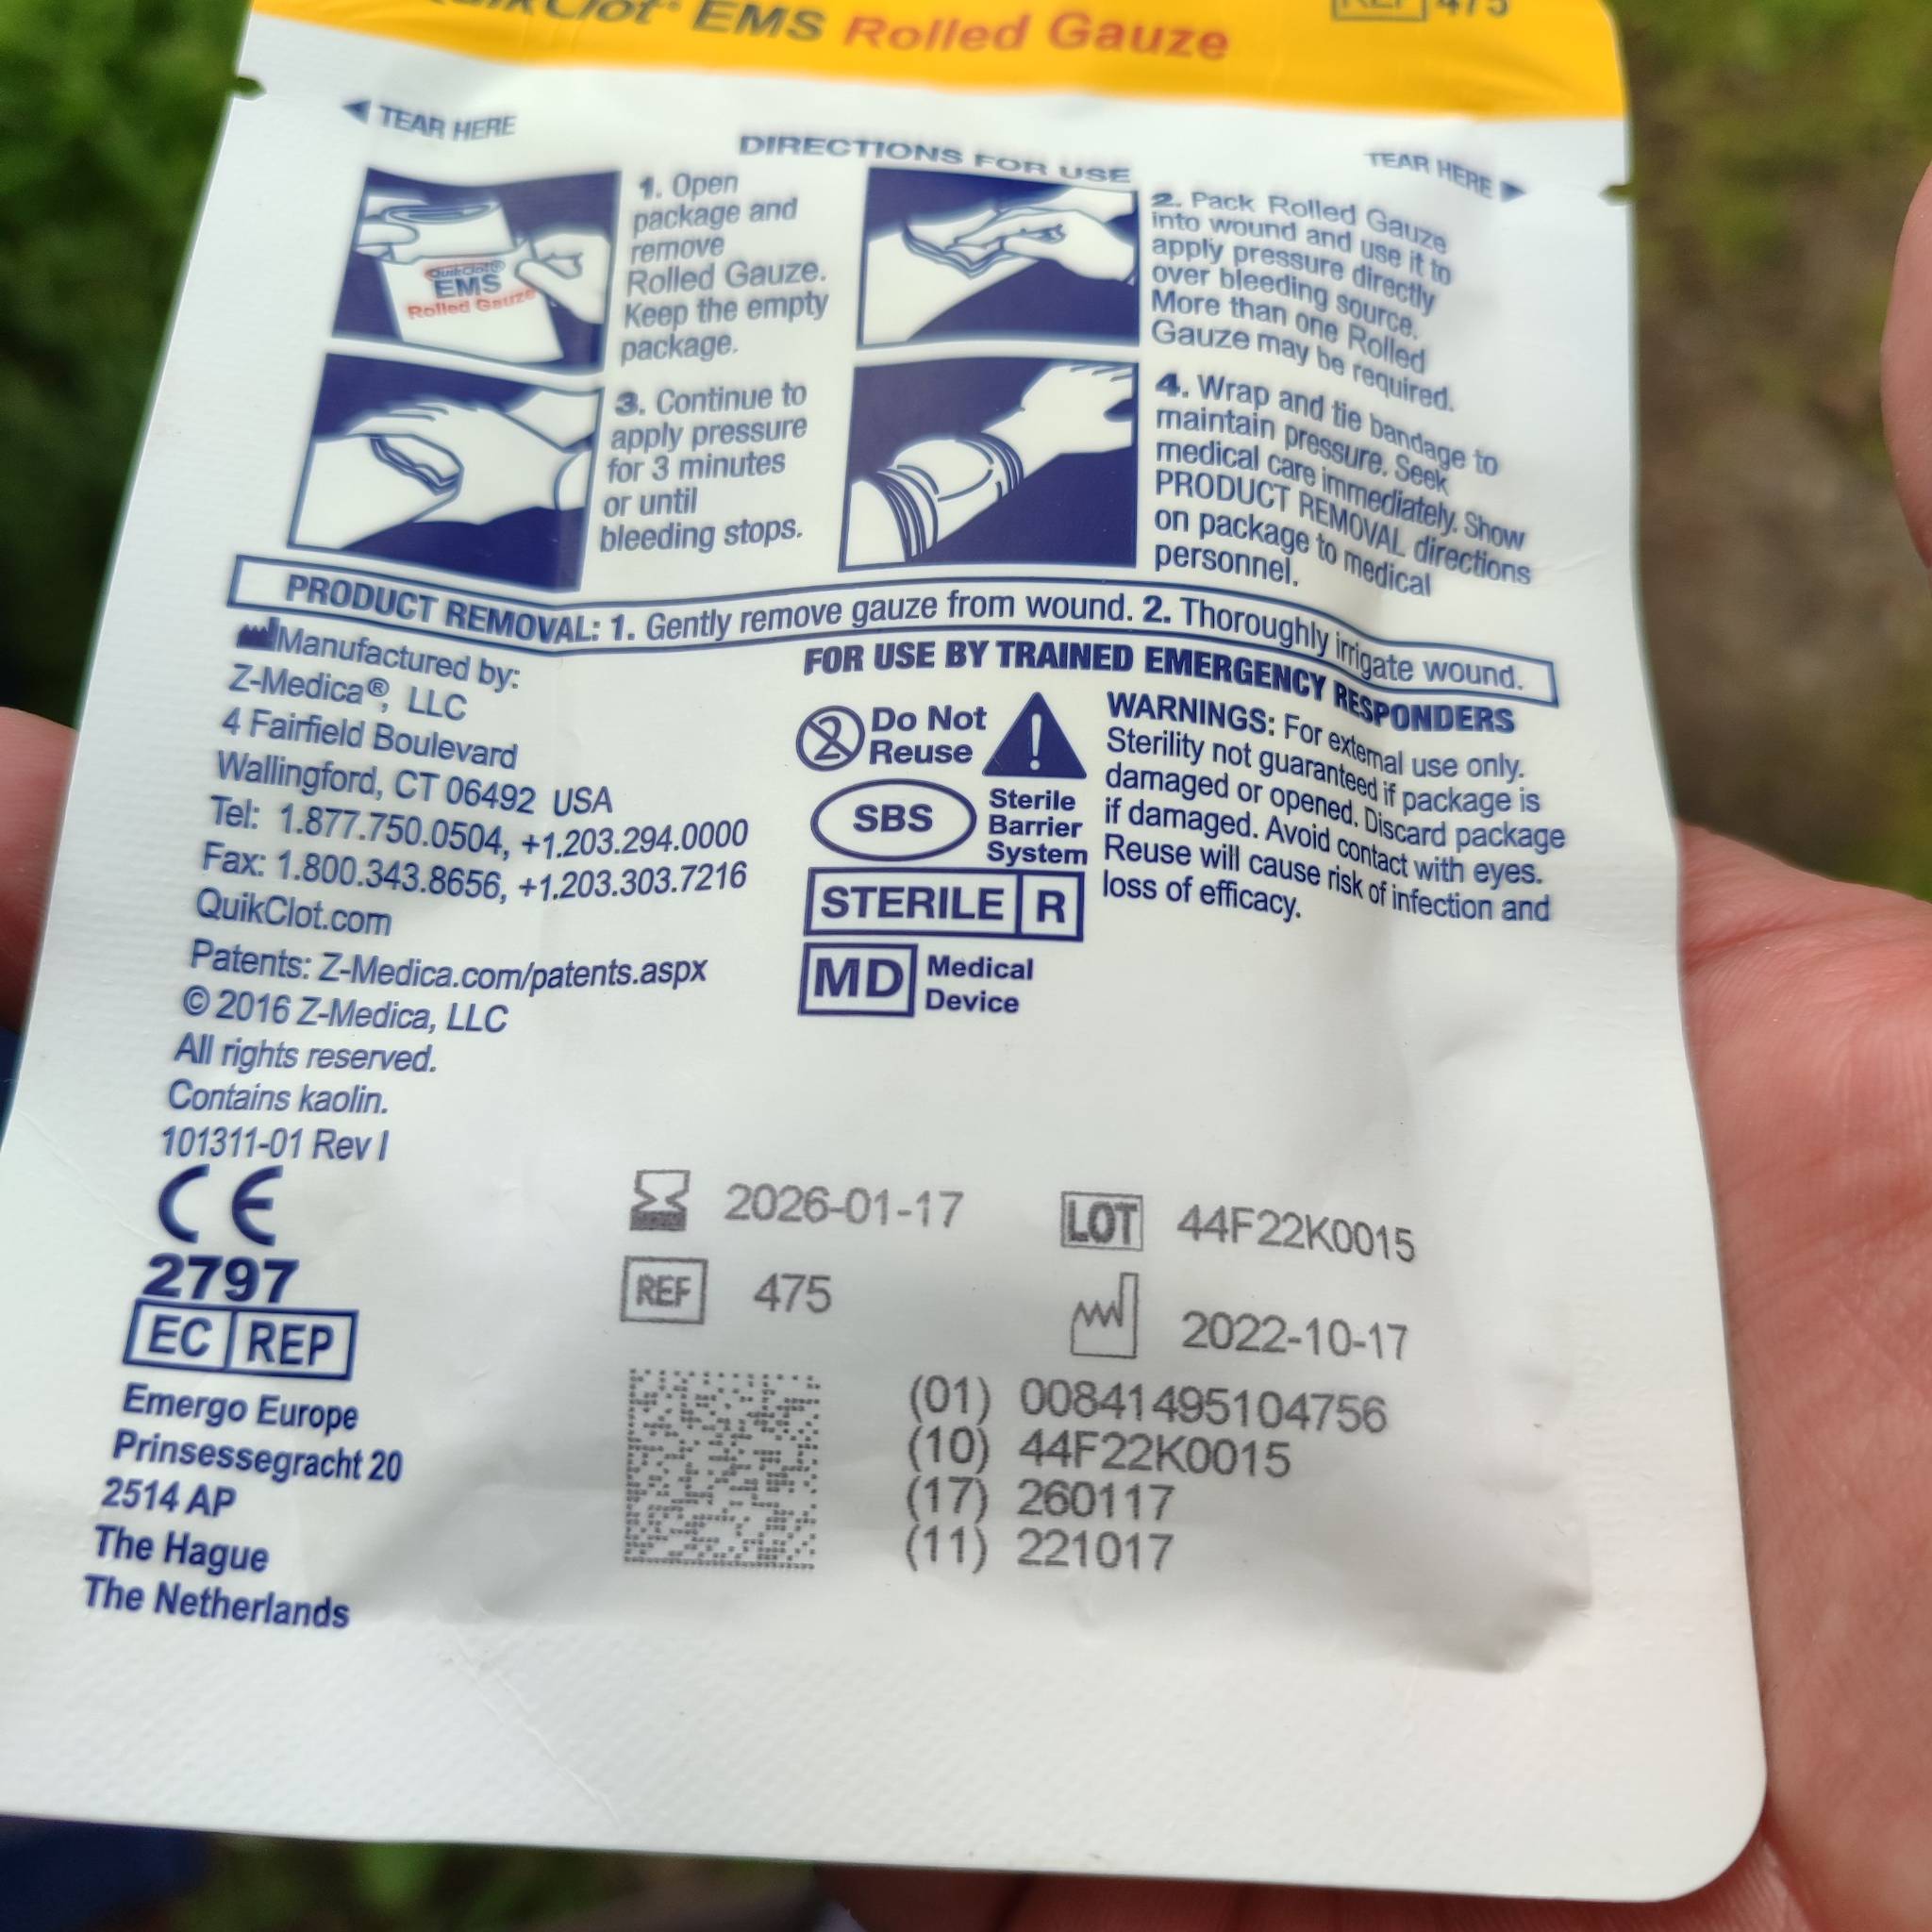 QuikClot® EMS Rolled Gauze
REF 475
TEAR HERE
DIRECTIONS FOR USE
TEAR HERE
QuikClot®
EMS
Rolled Gauze
1. Open
package and
remove
Rolled Gauze.
Keep the empty
package.
2. Pack Rolled Gauze
into wound and use it to
apply pressure directly
over bleeding source.
More than one Rolled
Gauze may be required.
3. Continue to
apply pressure
for 3 minutes
or until
bleeding stops.
4. Wrap and tie bandage to
maintain pressure. Seek
medical care immediately. Show
PRODUCT REMOVAL directions
on package to medical
personnel.
PRODUCT REMOVAL: 1. Gently remove gauze from wound. 2. Thoroughly irrigate wound.
Manufactured by:
Z-Medica®, LLC
4 Fairfield Boulevard
Wallingford, CT 06492 USA
Tel: 1.877.750.0504, +1.203.294.0000
Fax: 1.800.343.8656, +1.203.303.7216
QuikClot.com
Patents: Z-Medica.com/patents.aspx
© 2016 Z-Medica, LLC
All rights reserved.
Contains kaolin.
101311-01 Rev I
CE
2797
EC REP
Emergo Europe
Prinsessegracht 20
2514 AP
The Hague
The Netherlands
FOR USE BY TRAINED EMERGENCY RESPONDERS
2 Do Not
Reuse
SBS Sterile
Barrier
System
STERILE R
MD Medical
Device
WARNINGS: For external use only.
Sterility not guaranteed if package is
damaged or opened. Discard package
if damaged. Avoid contact with eyes.
Reuse will cause risk of infection and
loss of efficacy.
2026-01-17
LOT 44F22K0015
REF 475
2022-10-17
(01) 00841495104756
(10) 44F22K0015
(17) 260117
(11) 221017